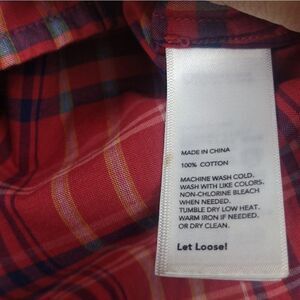 MADE IN CHINA
100% COTTON
MACHINE WASH COLD.
WASH WITH LIKE COLORS.
NON-CHLORINE BLEACH
WHEN NEEDED.
TUMBLE DRY LOW HEAT.
WARM IRON IF NEEDED.
OR DRY CLEAN.
Let Loose!